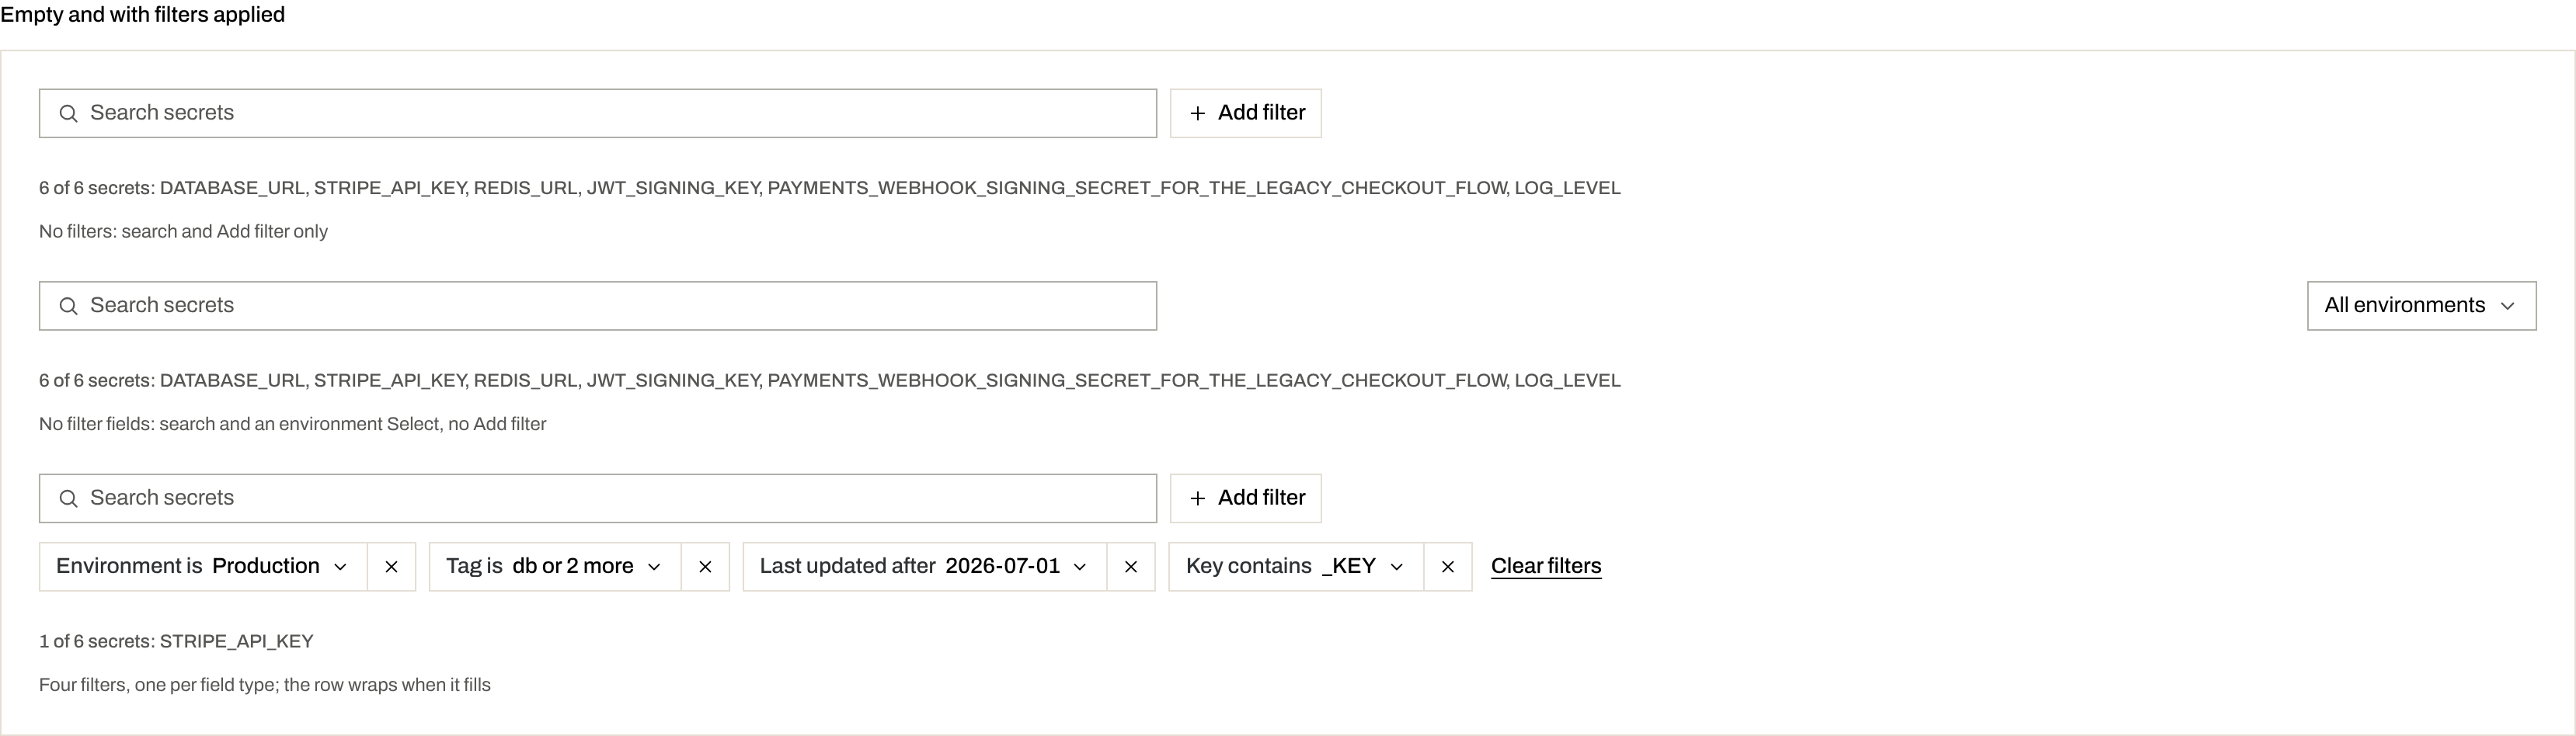 Empty and with filters applied
Search secrets
Add filter
6 of 6 secrets: DATABASE_URL, STRIPE_API_KEY, REDIS_URL, JWT_SIGNING_KEY, PAYMENTS_WEBHOOK_SIGNING_SECRET_FOR_THE_LEGACY_CHECKOUT_FLOW, LOG_LEVEL
No filters: search and Add filter only
Search secrets
All environments
6 of 6 secrets: DATABASE_URL, STRIPE_API_KEY, REDIS_URL, JWT_SIGNING_KEY, PAYMENTS_WEBHOOK_SIGNING_SECRET_FOR_THE_LEGACY_CHECKOUT_FLOW, LOG_LEVEL
No filter fields: search and an environment Select, no Add filter
Search secrets
Add filter
Environment is Production
Tag is db or 2 more
Last updated after 2026-07-01
Key contains _KEY
Clear filters
1 of 6 secrets: STRIPE_API_KEY
Four filters, one per field type; the row wraps when it fills